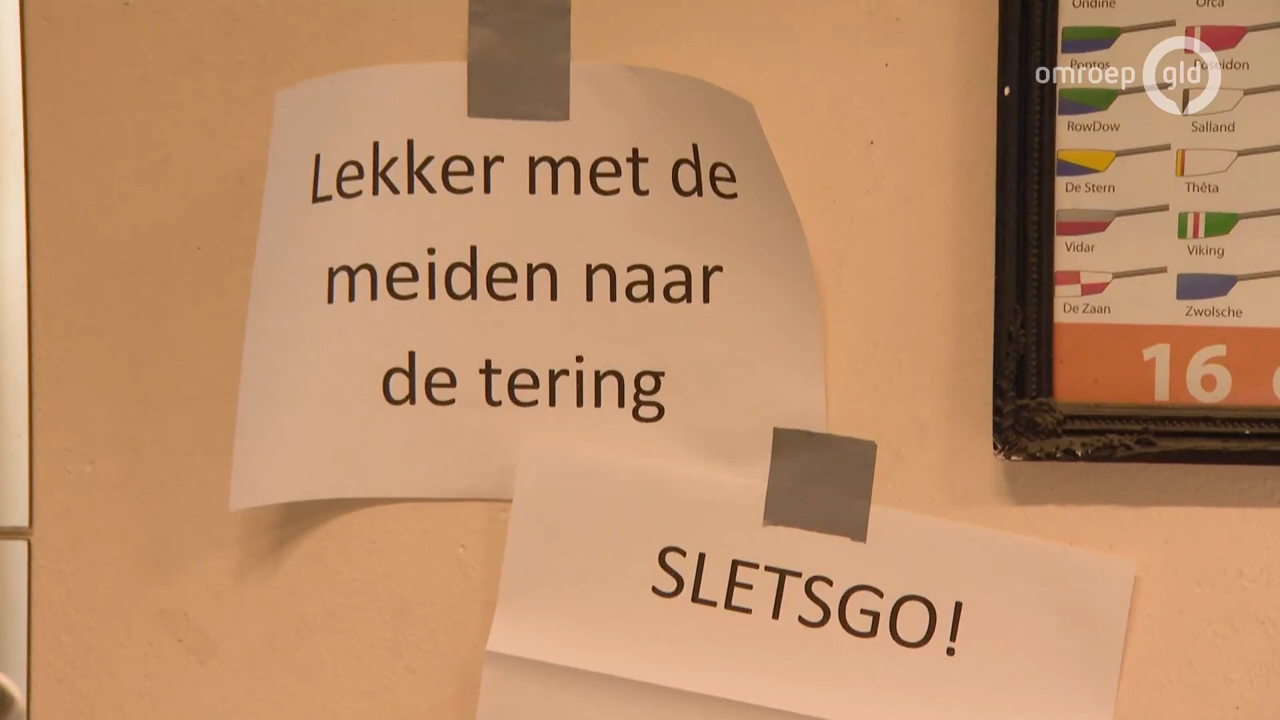 Lekker met de
meiden naar
de tering
SLETSGO!
omroep gld
Ondine Orca
Pontos Poseidon
RowDow Salland
De Stern Thêta
Vidar Viking
De Zaan Zwolsche
16